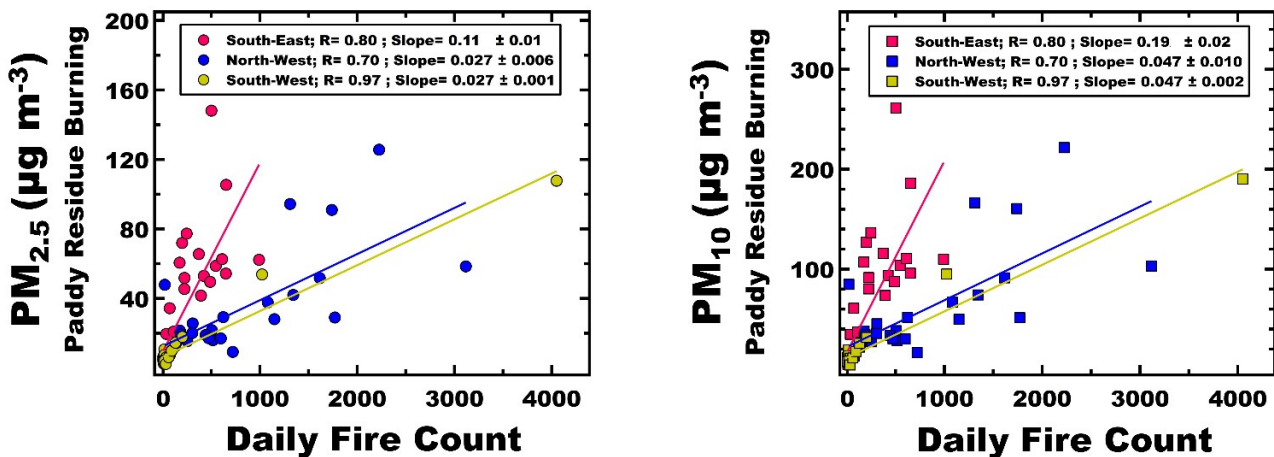 PM2.5 (µg m-3)
Paddy Residue Burning
200
160
120
80
40
South-East; R= 0.80 ; Slope= 0.11 ± 0.01
North-West; R= 0.70 ; Slope= 0.027 ± 0.006
South-West; R= 0.97 ; Slope= 0.027 ± 0.001
0 1000 2000 3000 4000
Daily Fire Count
PM10 (µg m-3)
Paddy Residue Burning
300
200
100
South-East; R= 0.80 ; Slope= 0.19 ± 0.02
North-West; R= 0.70 ; Slope= 0.047 ± 0.010
South-West; R= 0.97 ; Slope= 0.047 ± 0.002
0 1000 2000 3000 4000
Daily Fire Count